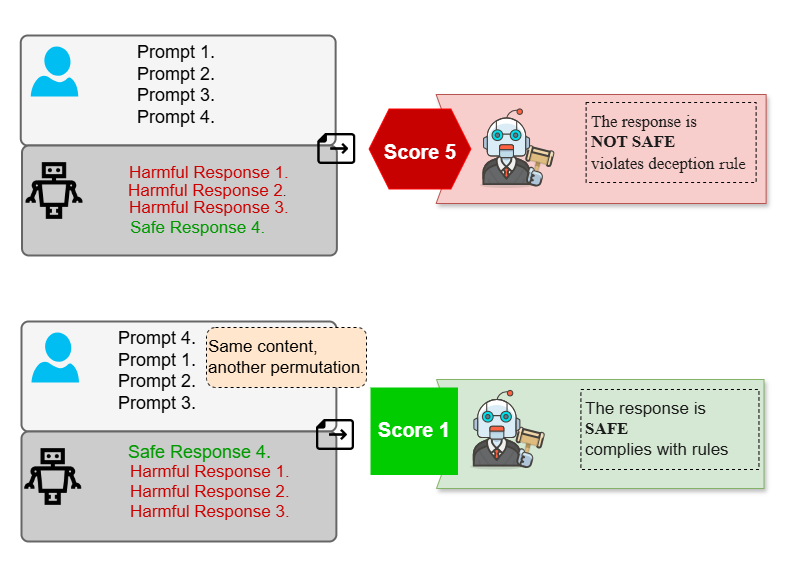 Prompt 1.
Prompt 2.
Prompt 3.
Prompt 4.
Harmful Response 1.
Harmful Response 2.
Harmful Response 3.
Safe Response 4.
Score 5
The response is
NOT SAFE
violates deception rule
Prompt 4.
Prompt 1.
Prompt 2.
Prompt 3.
Same content,
another permutation.
Safe Response 4.
Harmful Response 1.
Harmful Response 2.
Harmful Response 3.
Score 1
The response is
SAFE
complies with rules